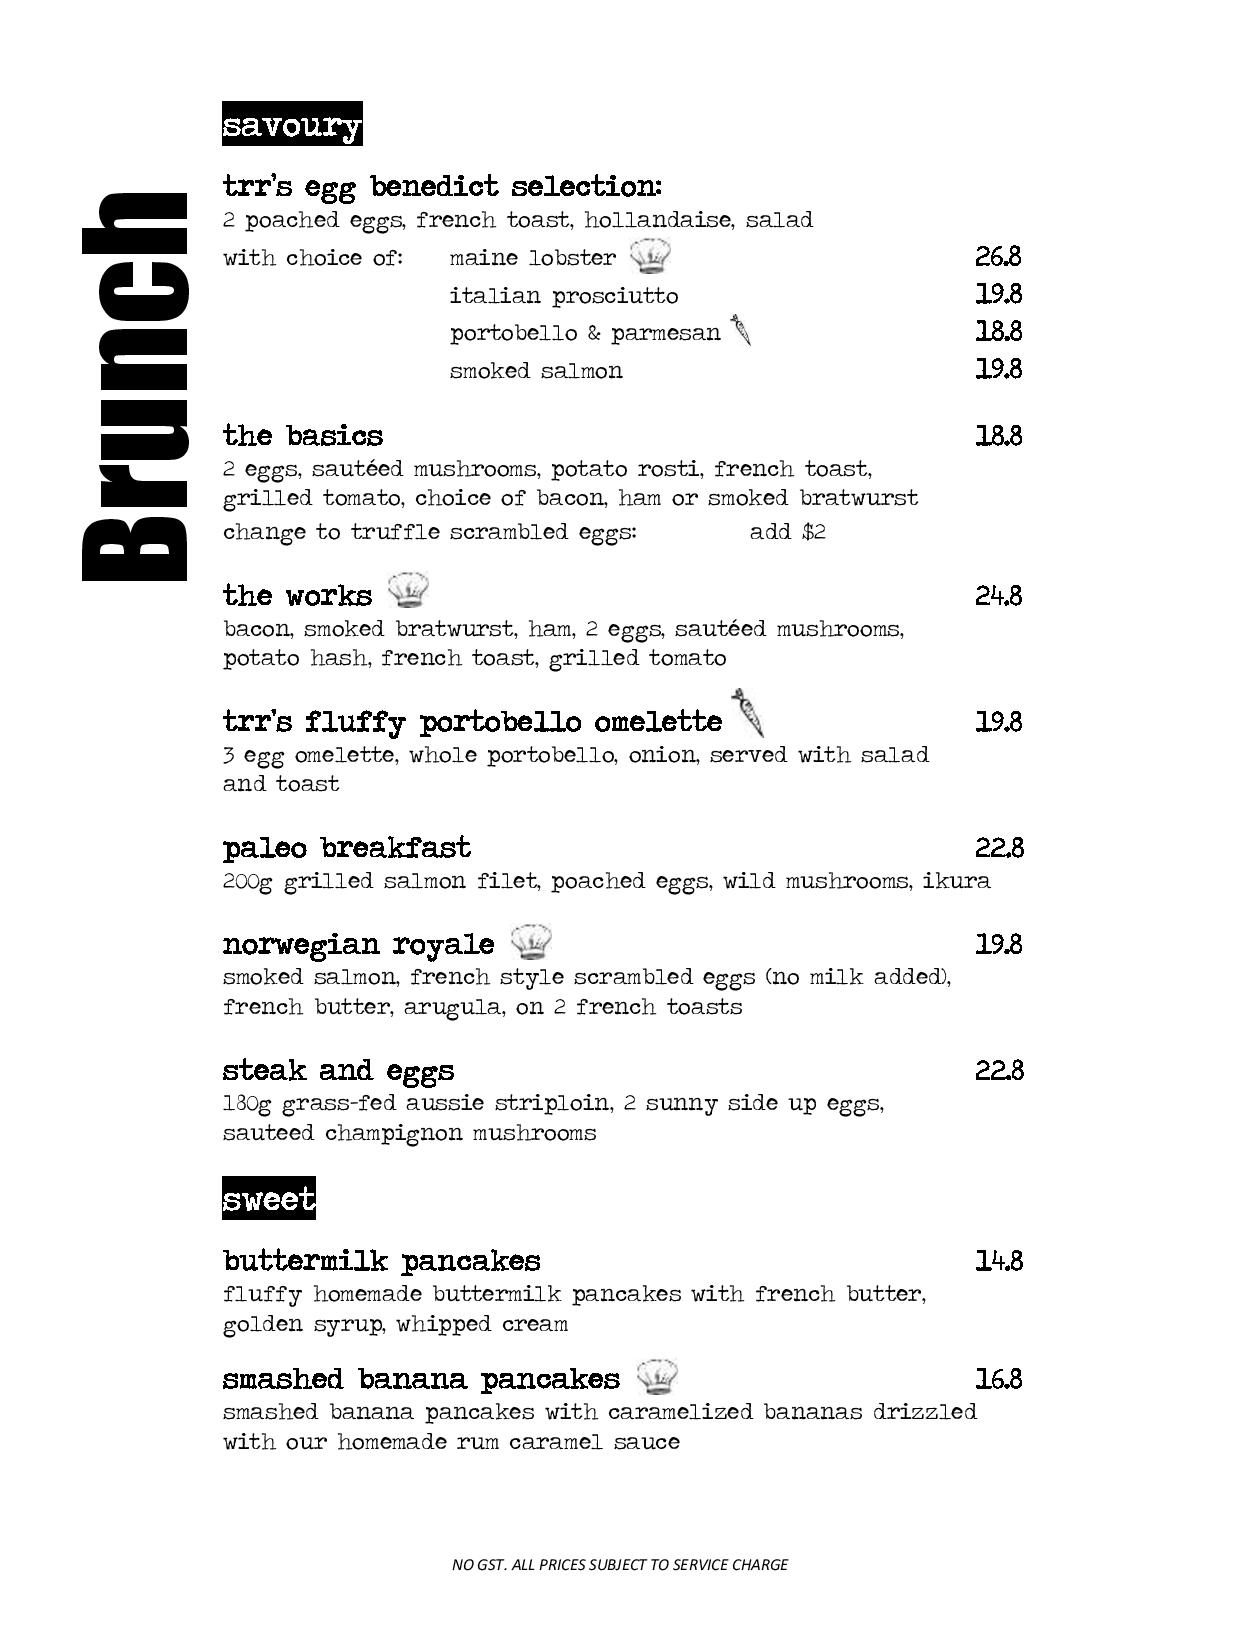 Brunch
savoury
trr's egg benedict selection:
2 poached eggs, french toast, hollandaise, salad
with choice of: maine lobster 26.8
italian prosciutto 19.8
portobello & parmesan 18.8
smoked salmon 19.8
the basics 18.8
2 eggs, sautéed mushrooms, potato rosti, french toast,
grilled tomato, choice of bacon, ham or smoked bratwurst
change to truffle scrambled eggs: add $2
the works 24.8
bacon, smoked bratwurst, ham, 2 eggs, sautéed mushrooms,
potato hash, french toast, grilled tomato
trr's fluffy portobello omelette 19.8
3 egg omelette, whole portobello, onion, served with salad
and toast
paleo breakfast 22.8
200g grilled salmon filet, poached eggs, wild mushrooms, ikura
norwegian royale 19.8
smoked salmon, french style scrambled eggs (no milk added),
french butter, arugula, on 2 french toasts
steak and eggs 22.8
180g grass-fed aussie striploin, 2 sunny side up eggs,
sauteed champignon mushrooms
sweet
buttermilk pancakes 14.8
fluffy homemade buttermilk pancakes with french butter,
golden syrup, whipped cream
smashed banana pancakes 16.8
smashed banana pancakes with caramelized bananas drizzled
with our homemade rum caramel sauce
NO GST. ALL PRICES SUBJECT TO SERVICE CHARGE